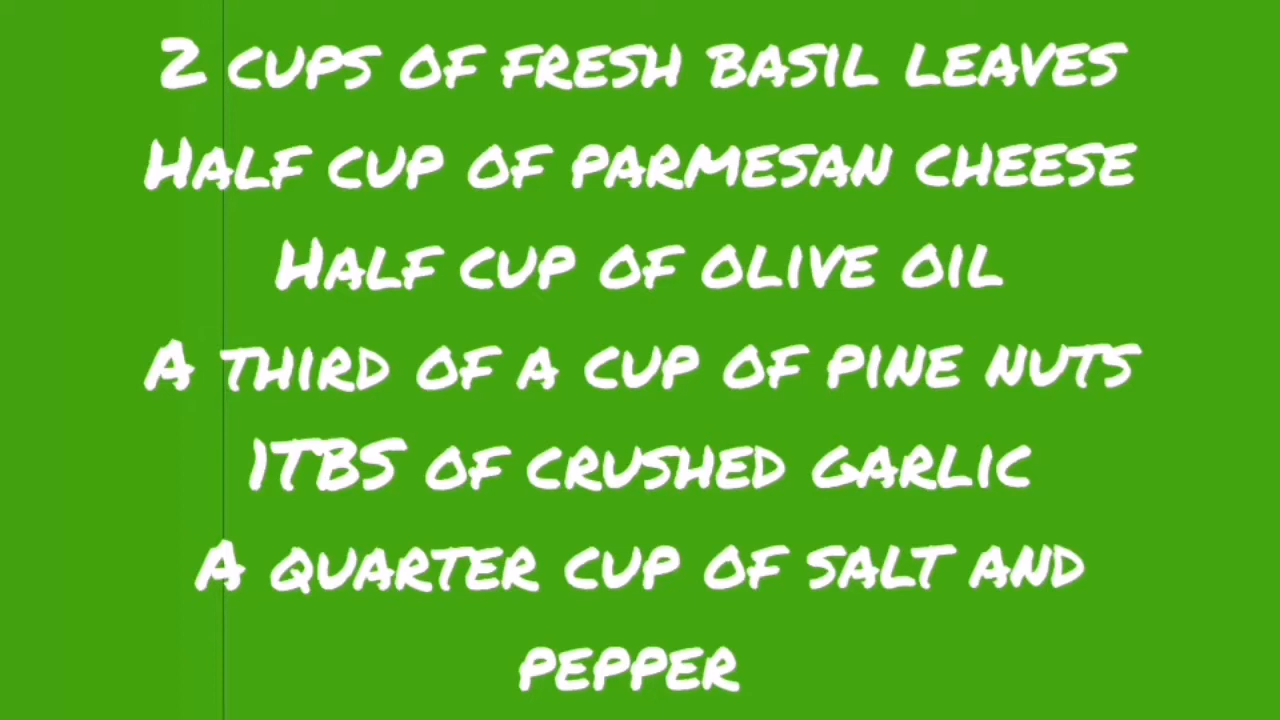 2 cups of fresh basil leaves
Half cup of parmesan cheese
Half cup of olive oil
A third of a cup of pine nuts
1TBS of crushed garlic
A quarter cup of salt and
pepper